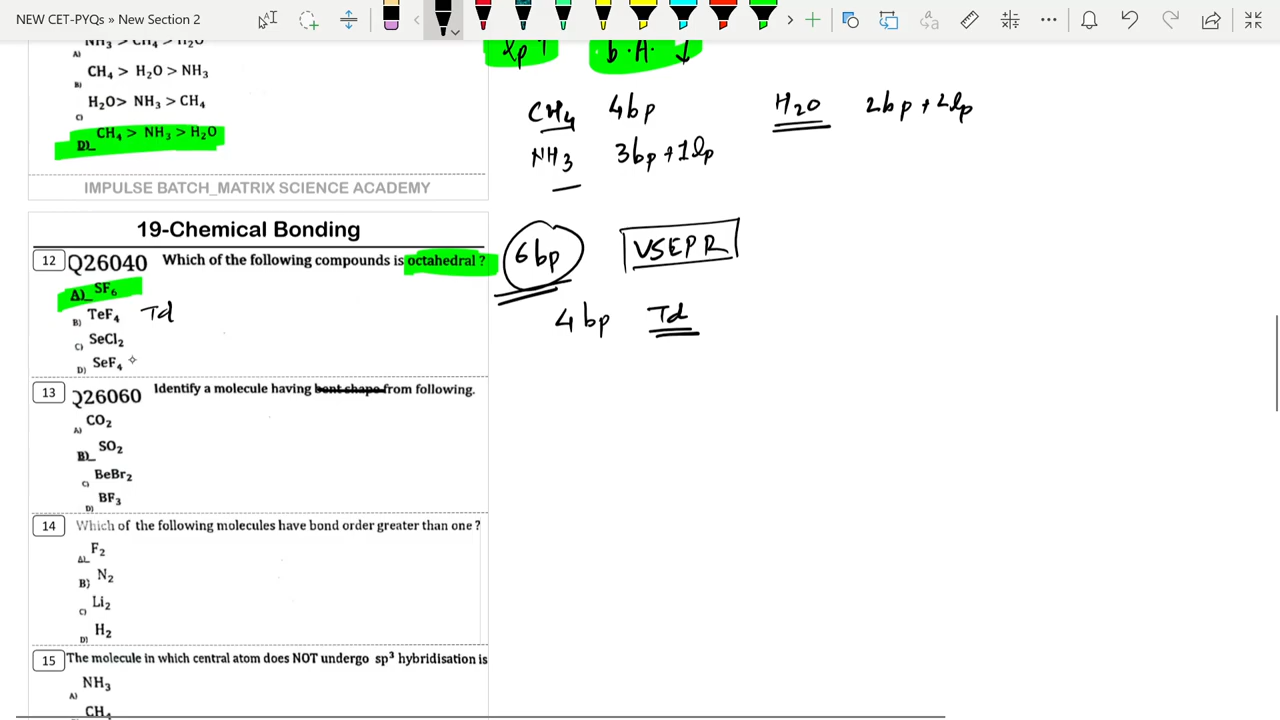 NEW CET-PYQs » New Section 2
NH₃ > CH₄ > H₂O
A)
CH₄ > H₂O > NH₃
B)
H₂O> NH₃ > CH₄
C)
CH₄ > NH₃ > H₂O
D)
IMPULSE BATCH_MATRIX SCIENCE ACADEMY
lp ↑ b·A· ↓
CH₄ 4bp H₂O 2bp+2lp
NH₃ 3bp+1lp
19-Chemical Bonding
12 Q26040 Which of the following compounds is octahedral ?
A) SF₆
B) TeF₄ Td
C) SeCl₂
D) SeF₄
6bp VSEPR
4bp Td
13 Q26060 Identify a molecule having bent shape from following.
A) CO₂
B) SO₂
C) BeBr₂
D) BF₃
14 Which of the following molecules have bond order greater than one ?
A) F₂
B) N₂
C) Li₂
D) H₂
15 The molecule in which central atom does NOT undergo sp³ hybridisation is
A) NH₃
CH₄